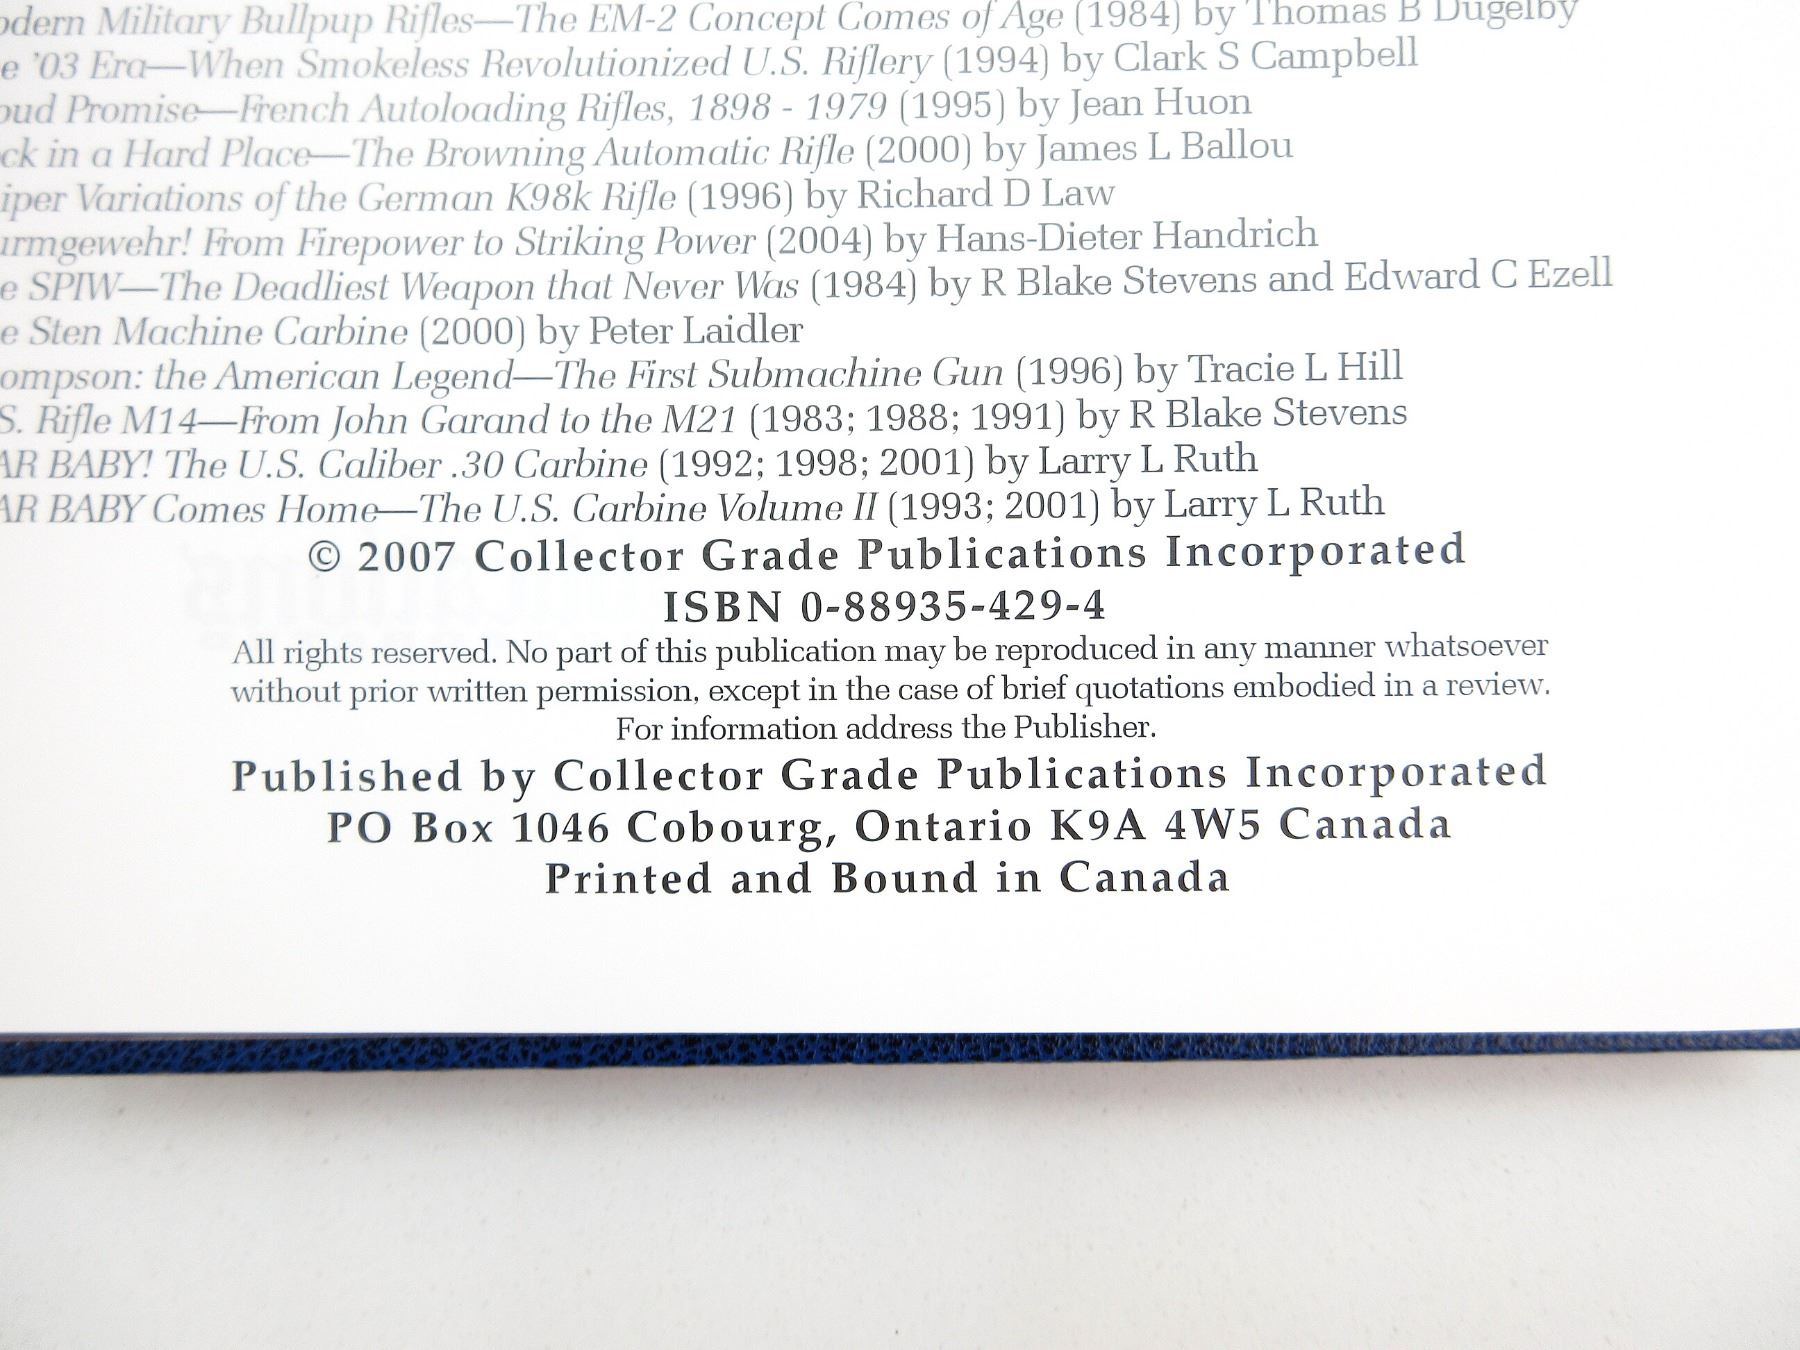 Military Bullpup Rifles—The EM-2 Concept Comes of Age (1984) by Thomas B Dugelby
'03 Era—When Smokeless Revolutionized U.S. Riflery (1994) by Clark S Campbell
Promise—French Autoloading Rifles, 1898 - 1979 (1995) by Jean Huon
in a Hard Place—The Browning Automatic Rifle (2000) by James L Ballou
Variations of the German K98k Rifle (1996) by Richard D Law
From Firepower to Striking Power (2004) by Hans-Dieter Handrich
SPIW—The Deadliest Weapon that Never Was (1984) by R Blake Stevens and Edward C Ezell
Sten Machine Carbine (2000) by Peter Laidler
the American Legend—The First Submachine Gun (1996) by Tracie L Hill
Rifle M14—From John Garand to the M21 (1983; 1988; 1991) by R Blake Stevens
BABY! The U.S. Caliber .30 Carbine (1992; 1998; 2001) by Larry L Ruth
BABY Comes Home—The U.S. Carbine Volume II (1993; 2001) by Larry L Ruth
© 2007 Collector Grade Publications Incorporated
ISBN 0-88935-429-4
All rights reserved. No part of this publication may be reproduced in any manner whatsoever
without prior written permission, except in the case of brief quotations embodied in a review.
For information address the Publisher.
Published by Collector Grade Publications Incorporated
PO Box 1046 Cobourg, Ontario K9A 4W5 Canada
Printed and Bound in Canada